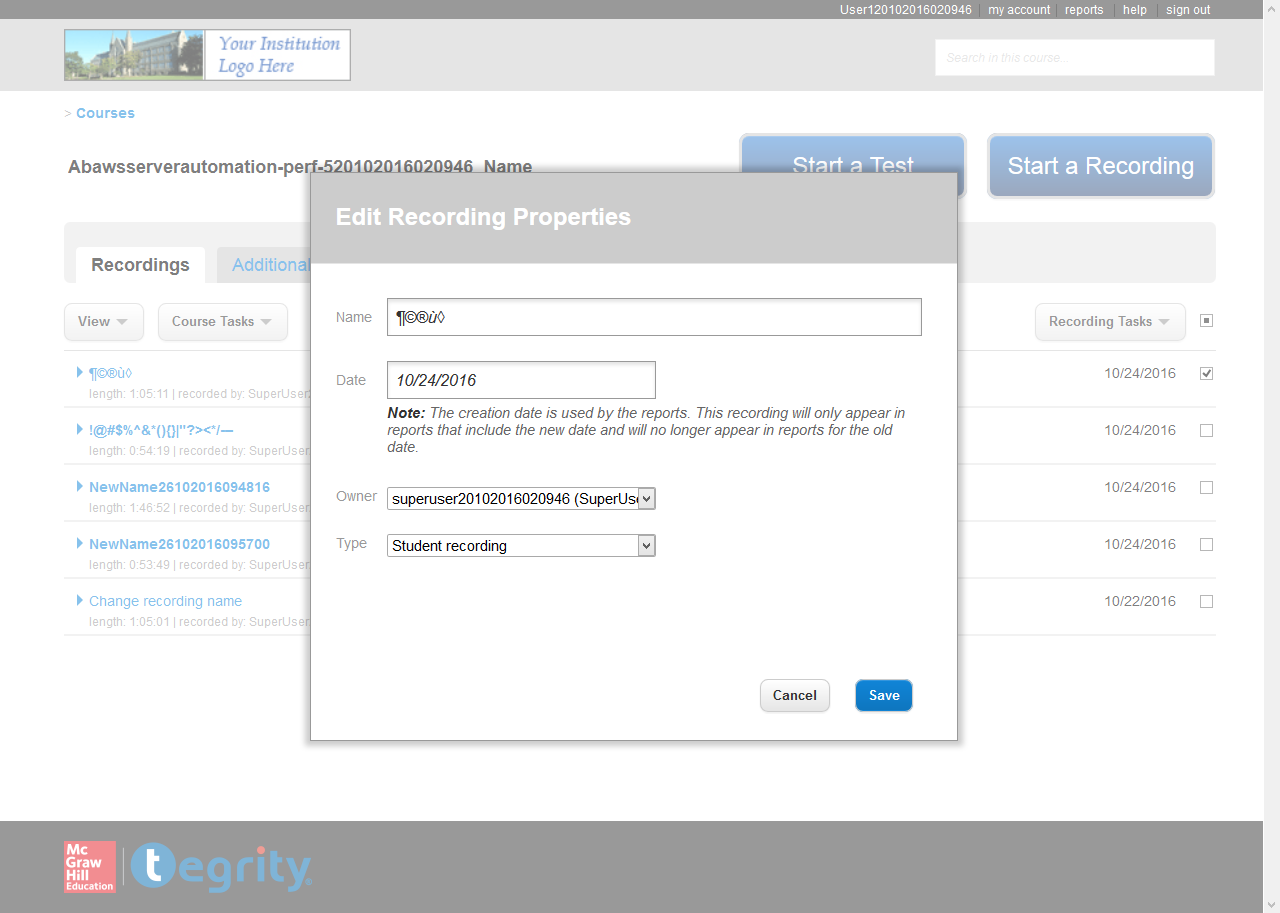 User120102016020946 | my account | reports | help | sign out
Your Institution
Logo Here
Search in this course...
> Courses
Abawsserverautomation-perf-520102016020946_Name
Start a Test
Start a Recording
Recordings
Additional
View
Course Tasks
Recording Tasks
¶©®ù◊
10/24/2016
length: 1:05:11 | recorded by: SuperUser
!@#$%^&*(){}|"?><*/—
10/24/2016
length: 0:54:19 | recorded by: SuperUser
NewName26102016094816
10/24/2016
length: 1:46:52 | recorded by: SuperUser
NewName26102016095700
10/24/2016
length: 0:53:49 | recorded by: SuperUser
Change recording name
10/22/2016
length: 1:05:01 | recorded by: SuperUser
Edit Recording Properties
Name
¶©®ù◊
Date
10/24/2016
Note: The creation date is used by the reports. This recording will only appear in
reports that include the new date and will no longer appear in reports for the old
date.
Owner
superuser20102016020946 (SuperUse
Type
Student recording
Cancel
Save
Mc
Graw
Hill
Education
tegrity